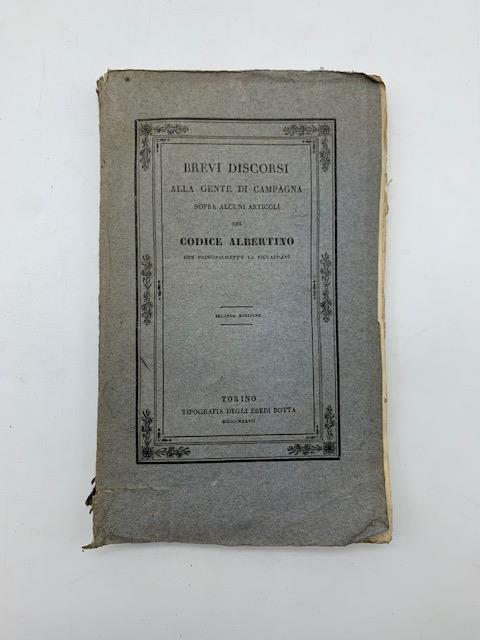 BREVI DISCORSI
ALLA GENTE DI CAMPAGNA
SOPRA ALCUNI ARTICOLI
DEL
CODICE ALBERTINO
CHE PRINCIPALMENTE LA RIGUARDANO
SECONDA EDIZIONE
TORINO
TIPOGRAFIA DEGLI EREDI BOTTA
MDCCCXXXVII